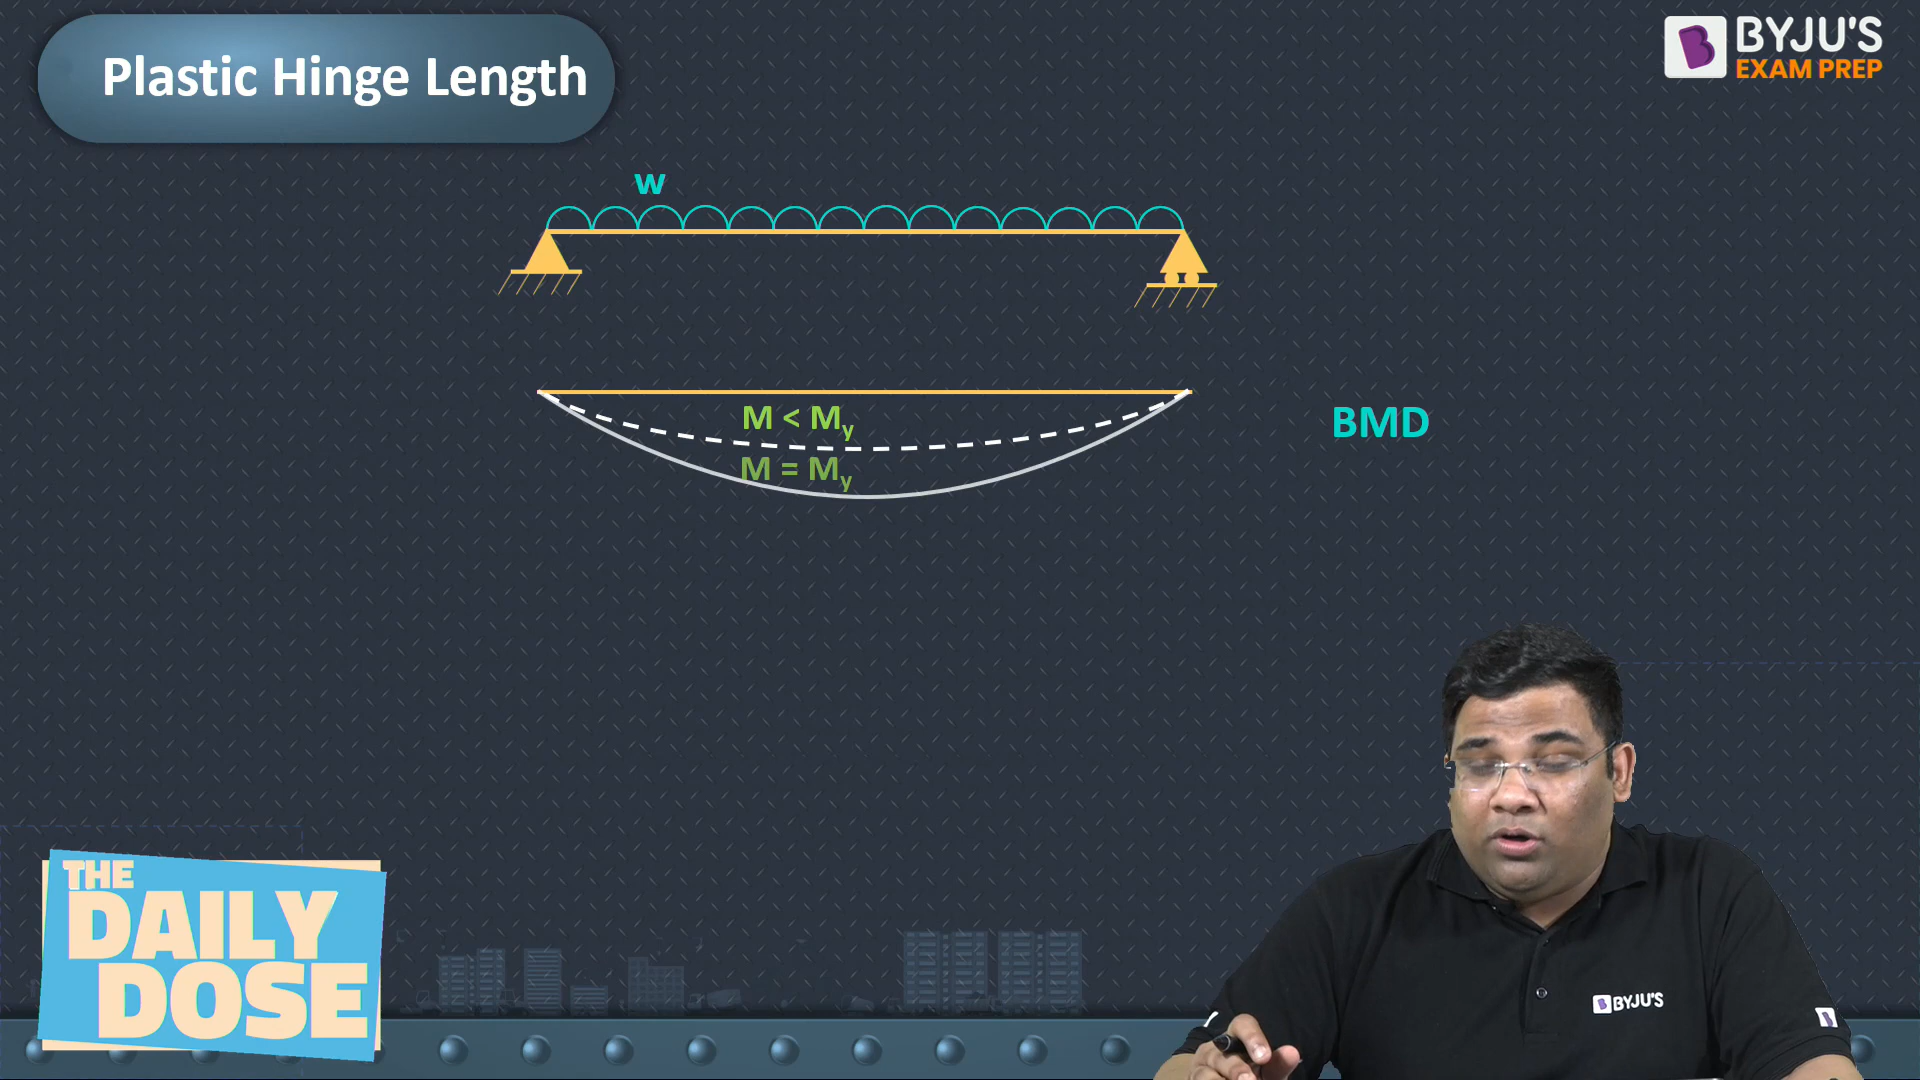 Plastic Hinge Length
BYJU'S
EXAM PREP
w
M < My
M = My
BMD
THE
DAILY
DOSE
BYJU'S